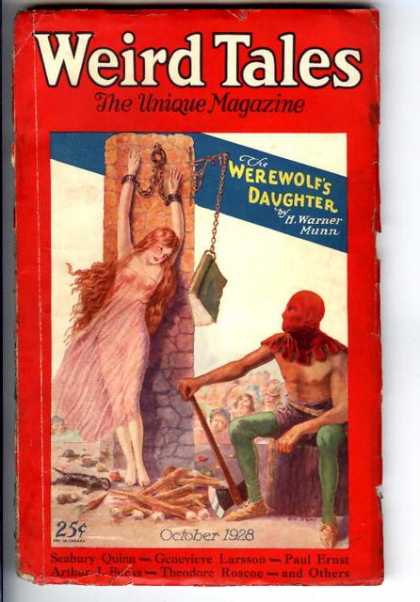 Weird Tales
The Unique Magazine
The
WEREWOLF'S
DAUGHTER
by
H. Warner
Munn
25¢
October 1928
Seabury Quinn — Genevieve Larsson — Paul Ernst
Arthur J. Burks — Theodore Roscoe — and Others